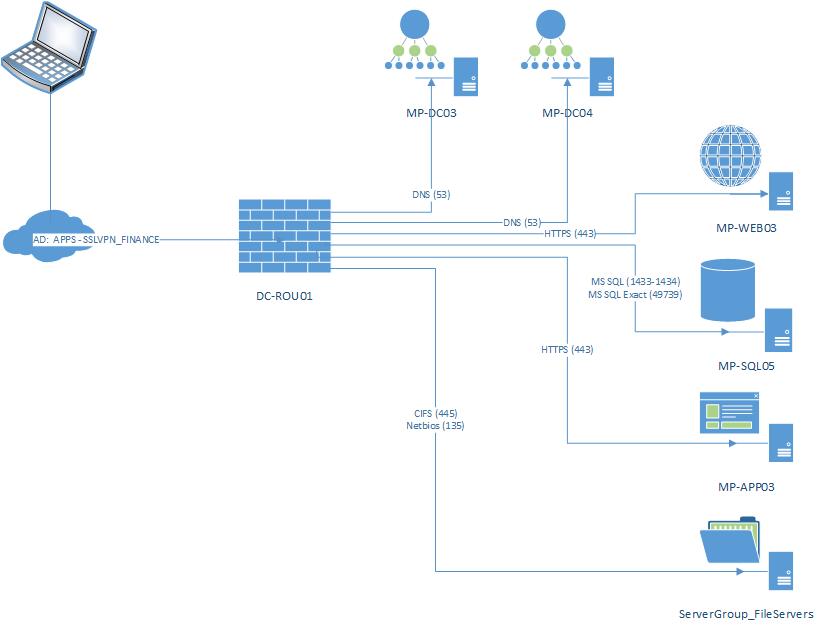 MP-DC03
MP-DC04
DNS (53)
DNS (53)
HTTPS (443)
MP-WEB03
AD: APPS - SSLVPN_FINANCE
DC-ROU01
MS SQL (1433-1434)
MS SQL Exact (49739)
MP-SQL05
HTTPS (443)
CIFS (445)
Netbios (135)
MP-APP03
ServerGroup_FileServers